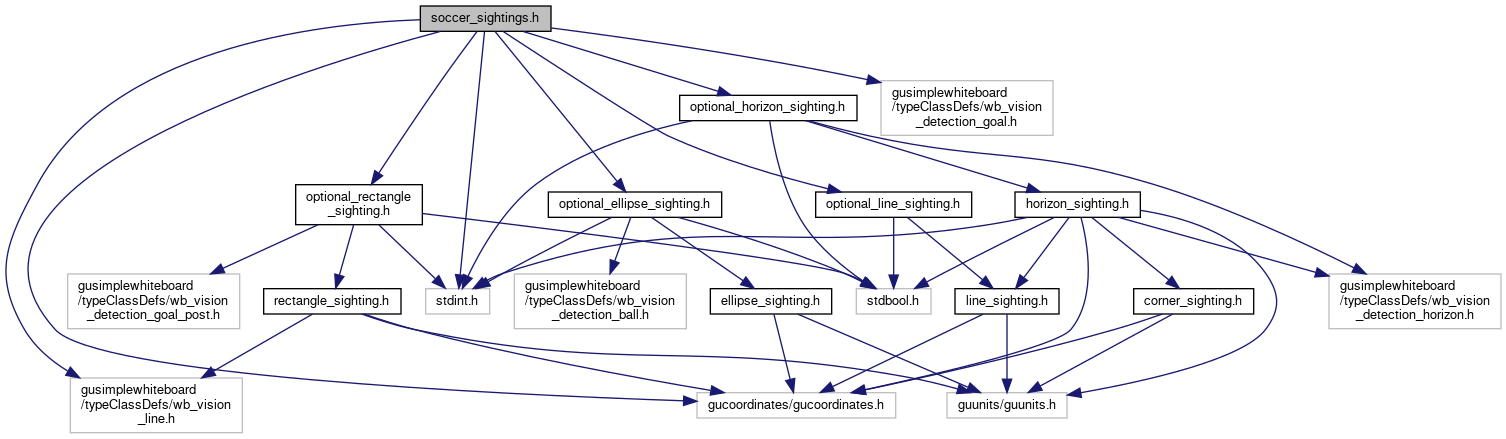 soccer_sightings.h
gusimplewhiteboard
/typeClassDefs/wb_vision
_detection_goal.h
optional_horizon_sighting.h
optional_rectangle
_sighting.h
optional_ellipse_sighting.h
optional_line_sighting.h
horizon_sighting.h
gusimplewhiteboard
/typeClassDefs/wb_vision
_detection_goal_post.h
rectangle_sighting.h
stdint.h
gusimplewhiteboard
/typeClassDefs/wb_vision
_detection_ball.h
ellipse_sighting.h
stdbool.h
line_sighting.h
corner_sighting.h
gusimplewhiteboard
/typeClassDefs/wb_vision
_detection_horizon.h
gusimplewhiteboard
/typeClassDefs/wb_vision
_line.h
gucoordinates/gucoordinates.h
guunits/guunits.h